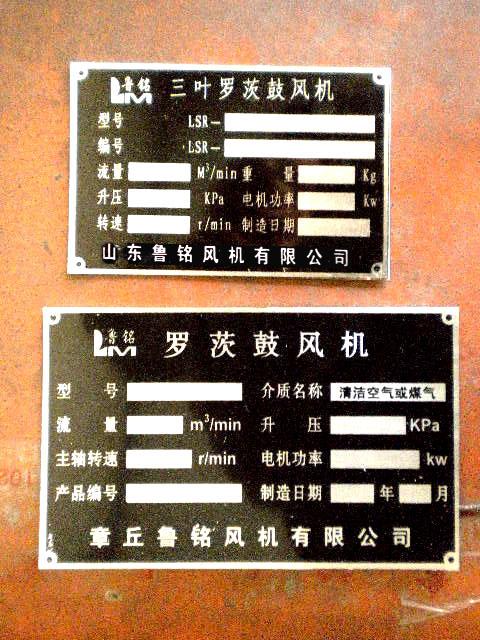 鲁铭 三叶罗茨鼓风机
LM
型号 LSR-
编号 LSR-
流量 M³/min 重量 Kg
升压 KPa 电机功率 Kw
转速 r/min 制造日期
山东鲁铭风机有限公司
鲁铭 罗茨鼓风机
LM
型号 介质名称 清洁空气或煤气
流量 m³/min 升压 KPa
主轴转速 r/min 电机功率 kw
产品编号 制造日期 年 月
章丘鲁铭风机有限公司